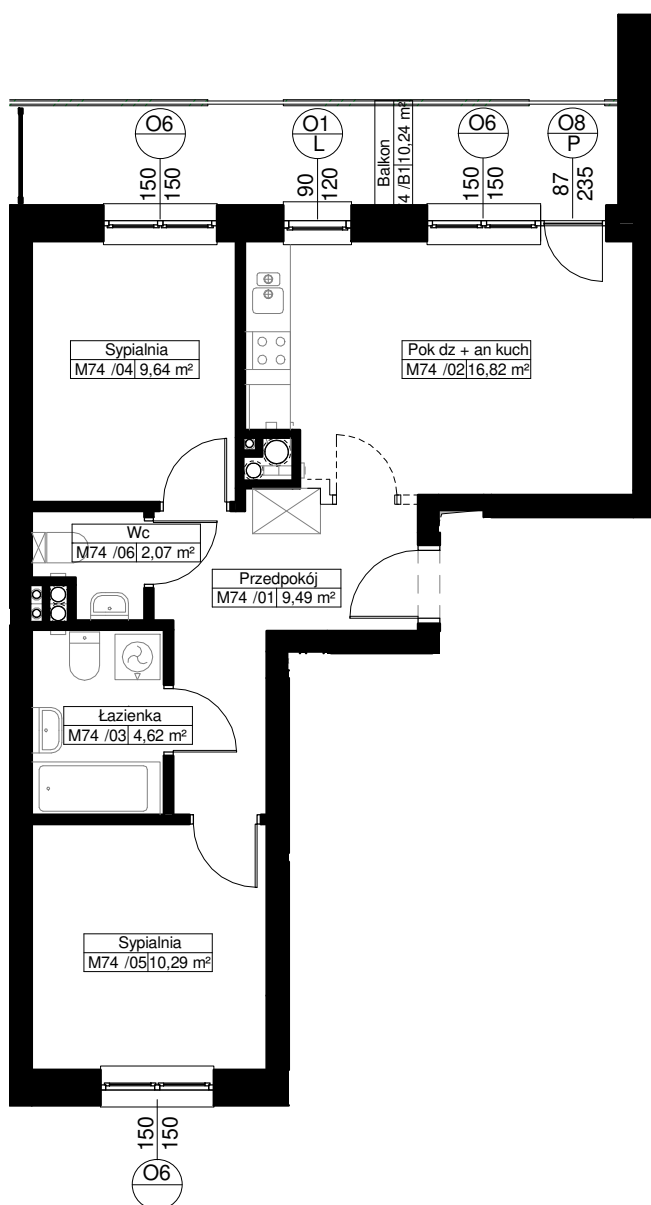 O6
150
150
O1
L
90
120
Balkon
4 /B1 10,24 m²
O6
150
150
O8
P
87
235
Sypialnia
M74 /04 9,64 m²
Pok dz + an kuch
M74 /02 16,82 m²
Wc
M74 /06 2,07 m²
Przedpokój
M74 /01 9,49 m²
Łazienka
M74 /03 4,62 m²
Sypialnia
M74 /05 10,29 m²
150
150
O6